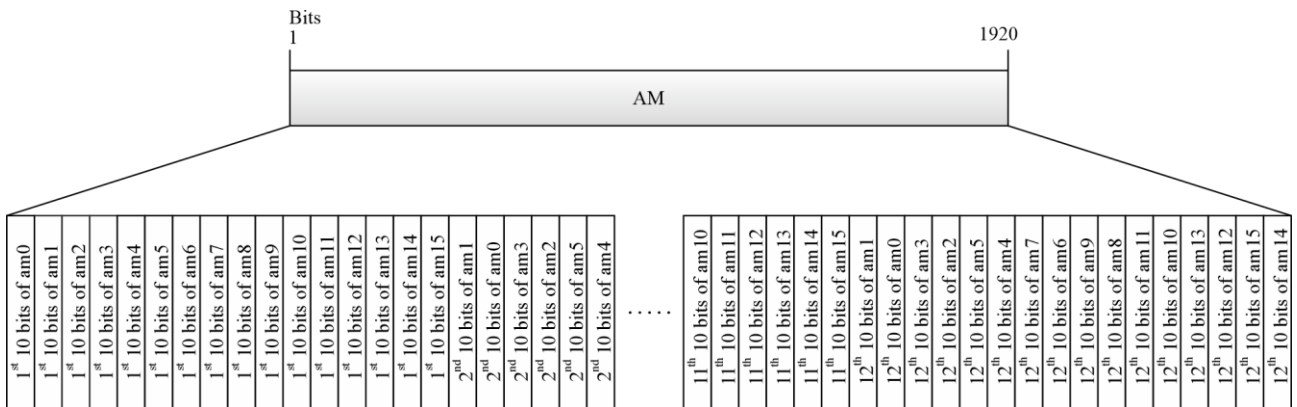 Bits
1
1920
AM
1st 10 bits of am0
1st 10 bits of am1
1st 10 bits of am2
1st 10 bits of am3
1st 10 bits of am4
1st 10 bits of am5
1st 10 bits of am6
1st 10 bits of am7
1st 10 bits of am8
1st 10 bits of am9
1st 10 bits of am10
1st 10 bits of am11
1st 10 bits of am12
1st 10 bits of am13
1st 10 bits of am14
1st 10 bits of am15
2nd 10 bits of am1
2nd 10 bits of am0
2nd 10 bits of am3
2nd 10 bits of am2
2nd 10 bits of am5
2nd 10 bits of am4
.....
11th 10 bits of am10
11th 10 bits of am11
11th 10 bits of am12
11th 10 bits of am13
11th 10 bits of am14
11th 10 bits of am15
12th 10 bits of am1
12th 10 bits of am0
12th 10 bits of am3
12th 10 bits of am2
12th 10 bits of am5
12th 10 bits of am4
12th 10 bits of am7
12th 10 bits of am6
12th 10 bits of am9
12th 10 bits of am8
12th 10 bits of am11
12th 10 bits of am10
12th 10 bits of am13
12th 10 bits of am12
12th 10 bits of am15
12th 10 bits of am14